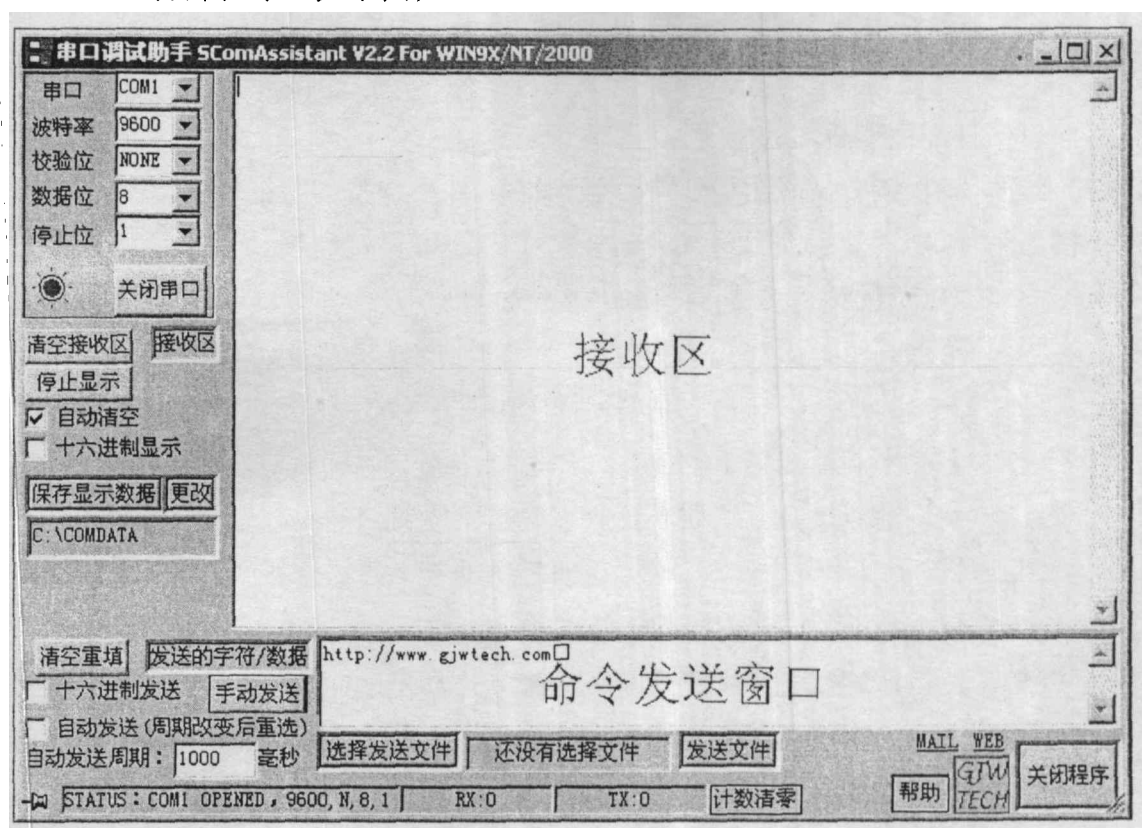 串口调试助手 SComAssistant V2.2 For WIN9X/NT/2000
串口 COM1
波特率 9600
校验位 NONE
数据位 8
停止位 1
关闭串口
清空接收区 接收区
停止显示
自动清空
十六进制显示
保存显示数据 更改
C:\COMDATA
接收区
清空重填 发送的字符/数据
http://www.gjwtech.com
命令发送窗口
十六进制发送 手动发送
自动发送(周期改变后重选)
自动发送周期: 1000 毫秒
选择发送文件 还没有选择文件 发送文件
MAIL WEB
STATUS:COM1 OPENED,9600,N,8,1 RX:0 TX:0 计数清零
帮助
GJW
TECH
关闭程序